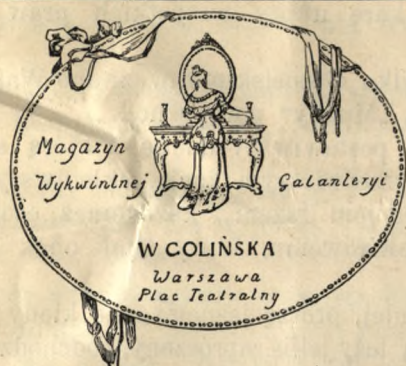 Magazyn
Wykwintnej Galanteryi
W COLIŃSKA
Warszawa
Plac Teatralny